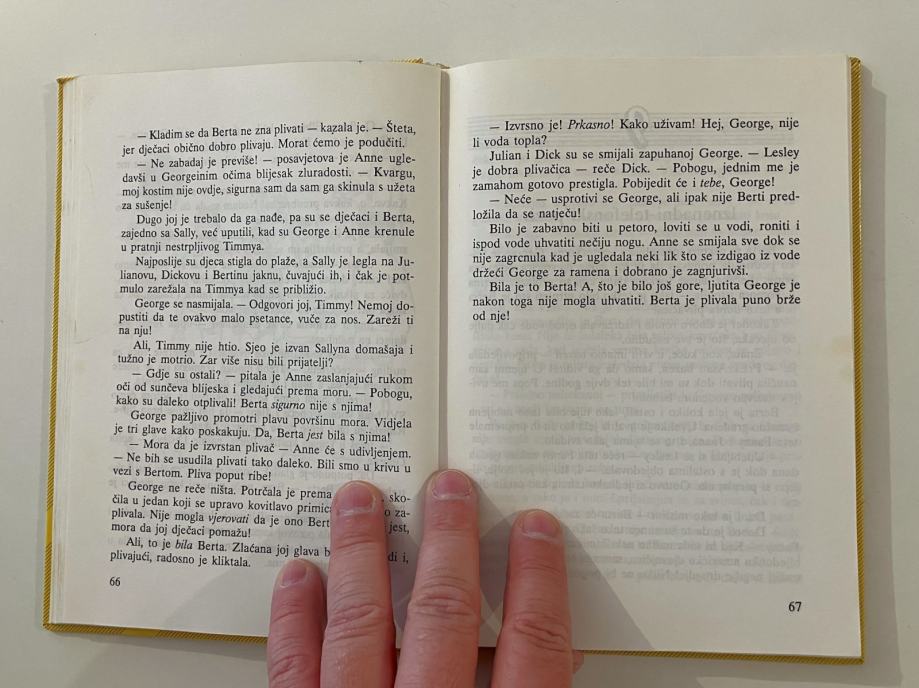 — Kladim se da Berta ne zna plivati — kazala je. — Šteta,
jer dječaci obično dobro plivaju. Morat ćemo je podučiti.
— Ne zabadaj je previše! — posavjetova je Anne ugle-
davši u Georgeinim očima blijesak zluradosti. — Kvargu,
moj kostim nije ovdje, sigurna sam da sam ga skinula s užeta
za sušenje!
Dugo joj je trebalo da ga nađe, pa su se dječaci i Berta,
zajedno sa Sally, već uputili, kad su George i Anne krenule
u pratnji nestrpljivog Timmya.
Najposlije su djeca stigla do plaže, a Sally je legla na Ju-
lianovu, Dickovu i Bertinu jaknu, čuvajući ih, i čak je pot-
mulo zarežala na Timmya kad se približio.
George se nasmijala. — Odgovori joj, Timmy! Nemoj do-
pustiti da te ovakvo malo psetance, vuče za nos. Zareži ti
na nju!
Ali, Timmy nije htio. Sjeo je izvan Sallyna domašaja i
tužno je motrio. Zar više nisu bili prijatelji?
— Gdje su ostali? — pitala je Anne zaslanjajući rukom
oči od sunčeva blijeska i gledajući prema moru. — Pobogu,
kako su daleko otplivali! Berta sigurno nije s njima!
George pažljivo promotri plavu površinu mora. Vidjela
je tri glave kako poskakuju. Da, Berta jest bila s njima!
— Mora da je izvrstan plivač — Anne će s udivljenjem.
— Ne bih se usudila plivati tako daleko. Bili smo u krivu u
vezi s Bertom. Pliva poput ribe!
George ne reče ništa. Potrčala je prema sko-
čila u jedan koji se upravo kovitlavo za-
plivala. Nije mogla vjerovati da je ono jest,
mora da joj dječaci pomažu!
Ali, to je bila Berta. Zlaćana joj glava i,
plivajući, radosno je kliktala.
66
— Izvrsno je! Prkasno! Kako uživam! Hej, George, nije
li voda topla?
Julian i Dick su se smijali zapuhanoj George. — Lesley
je dobra plivačica — reče Dick. — Pobogu, jednim me je
zamahom gotovo prestigla. Pobijedit će i tebe, George!
— Neće — usprotivi se George, ali ipak nije Berti pred-
ložila da se natječu!
Bilo je zabavno biti u petoro, loviti se u vodi, roniti i
ispod vode uhvatiti nečiju nogu. Anne se smijala sve dok se
nije zagrcnula kad je ugledala neki lik što se izdigao iz vode
držeći George za ramena i dobrano je zagnjurivši.
Bila je to Berta! A, što je bilo još gore, ljutita George je
nakon toga nije mogla uhvatiti. Berta je plivala puno brže
od nje!
67